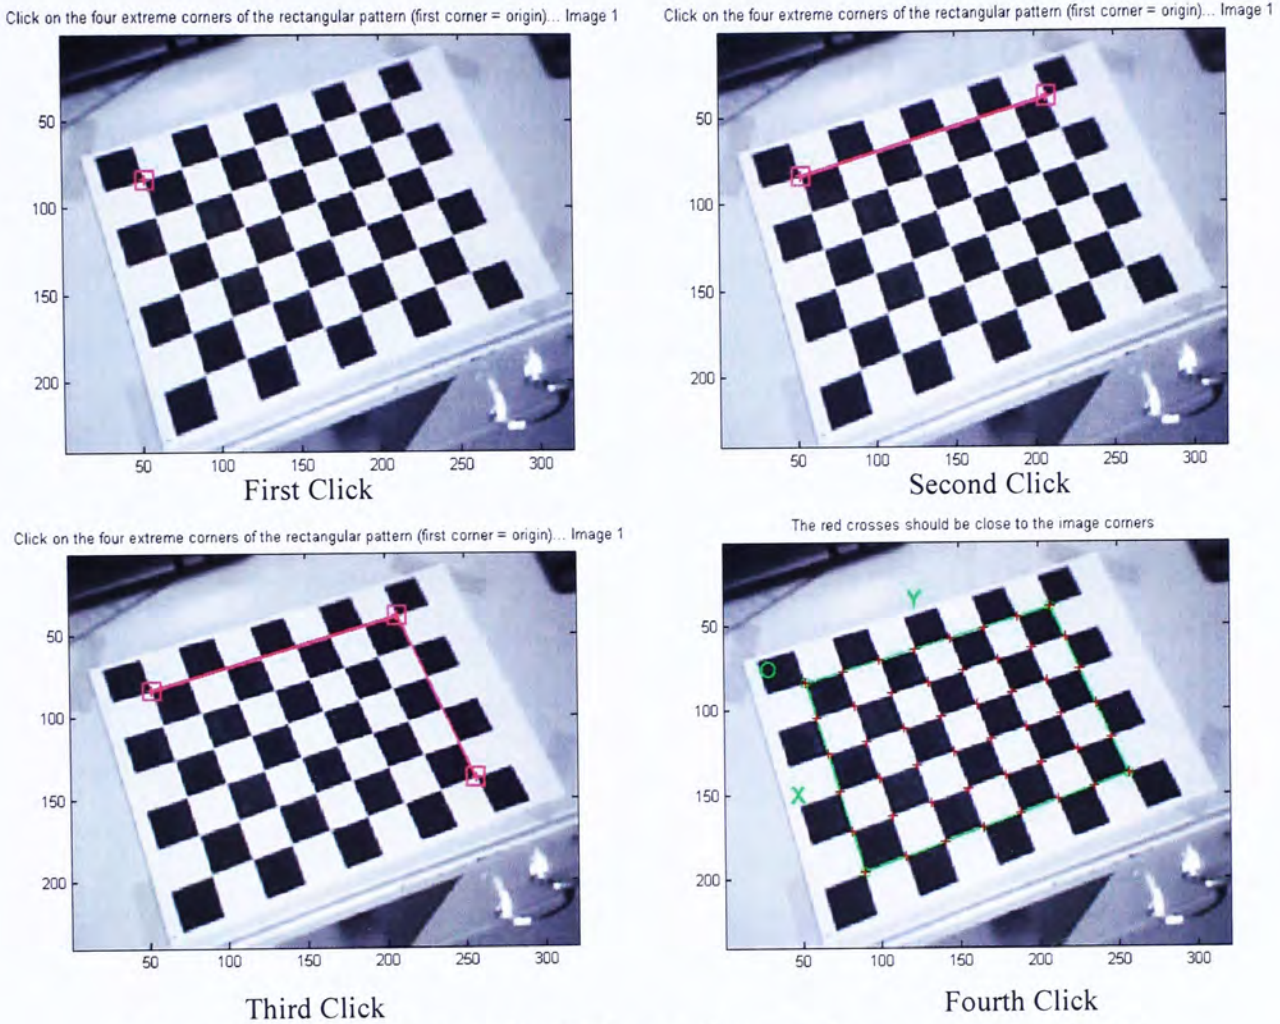 Click on the four extreme corners of the rectangular pattern (first corner = origin)... Image 1
50
100
150
200
50 100 150 200 250 300
First Click
Click on the four extreme corners of the rectangular pattern (first corner = origin)... Image 1
50
100
150
200
50 100 150 200 250 300
Second Click
Click on the four extreme corners of the rectangular pattern (first corner = origin)... Image 1
50
100
150
200
50 100 150 200 250 300
Third Click
The red crosses should be close to the image corners
Y
50
O
100
X
150
200
50 100 150 200 250 300
Fourth Click